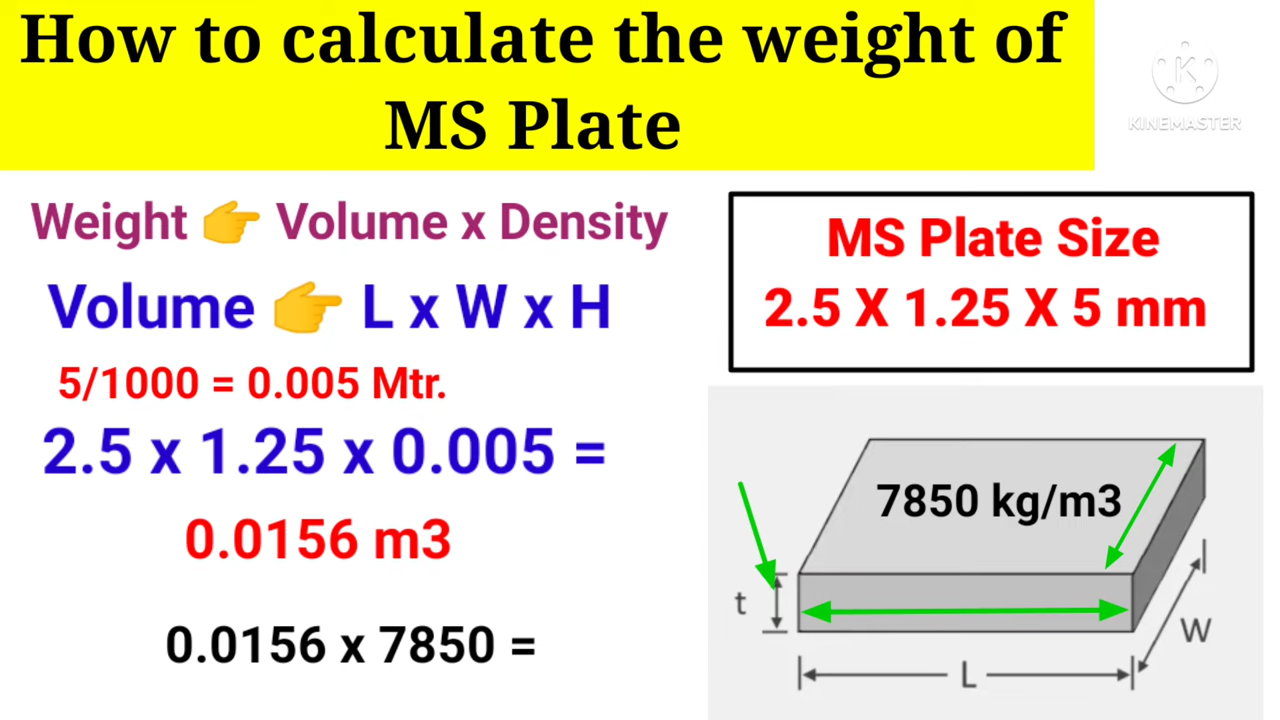 How to calculate the weight of
MS Plate
KINEMASTER
Weight 👉 Volume x Density
Volume 👉 L x W x H
5/1000 = 0.005 Mtr.
2.5 x 1.25 x 0.005 =
0.0156 m3
0.0156 x 7850 =
MS Plate Size
2.5 X 1.25 X 5 mm
7850 kg/m3
t
W
L